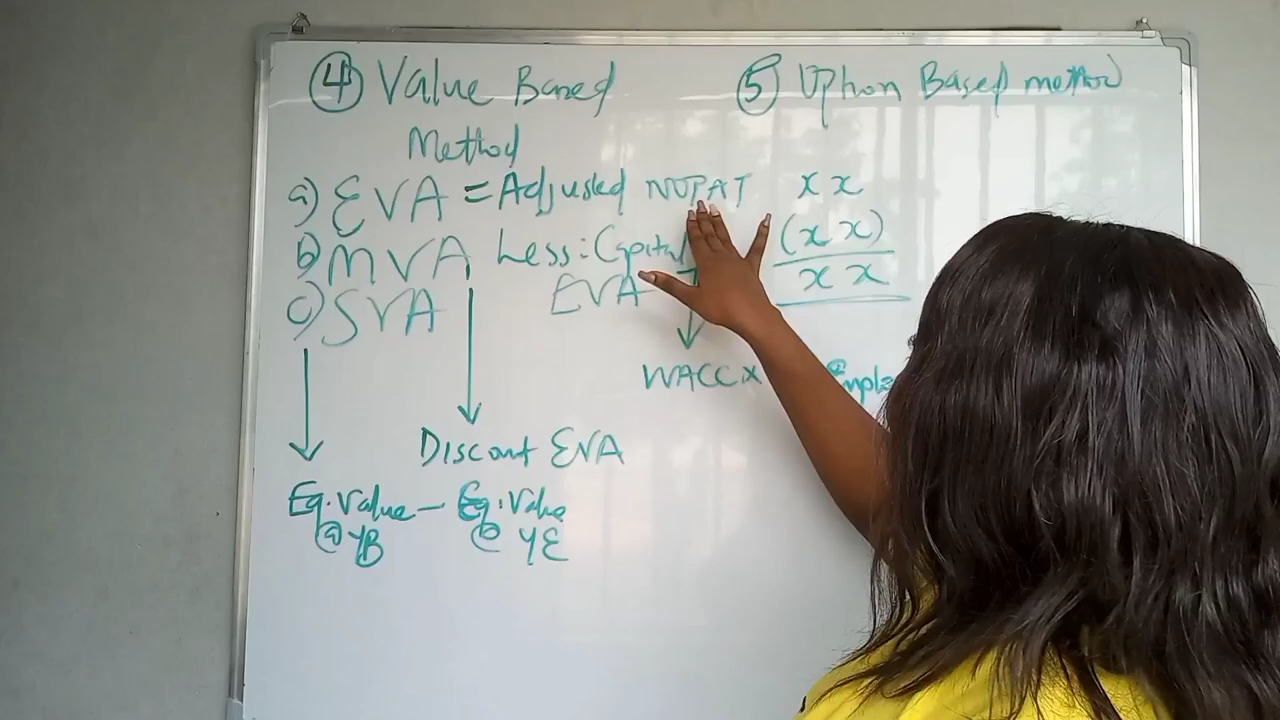 ④ Value Based
Method
a) EVA = Adjusted NOPAT xx
b) MVA Less: Capital (xx)
EVA xx
c) SVA
WACC x
Discount EVA
Eq. Value - Eq. Value
@ YB @ YE
⑤ Option Based method